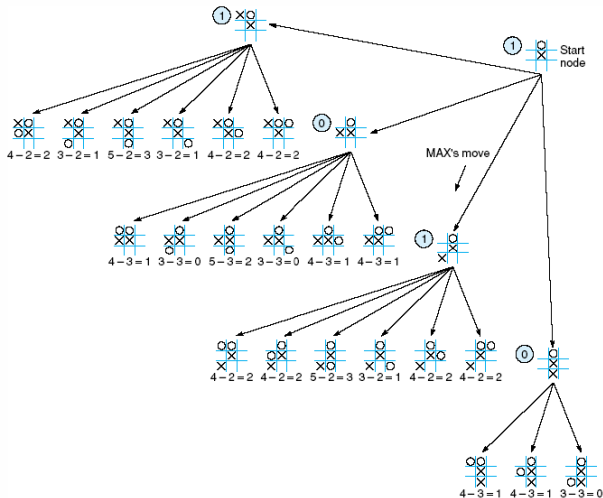 1
1
Start
node
4 – 2 = 2 3 – 2 = 1 5 – 2 = 3 3 – 2 = 1 4 – 2 = 2 4 – 2 = 2
0
MAX's move
4 – 3 = 1 3 – 3 = 0 5 – 3 = 2 3 – 3 = 0 4 – 3 = 1 4 – 3 = 1
1
4 – 2 = 2 4 – 2 = 2 5 – 2 = 3 3 – 2 = 1 4 – 2 = 2 4 – 2 = 2
0
4 – 3 = 1 4 – 3 = 1 3 – 3 = 0